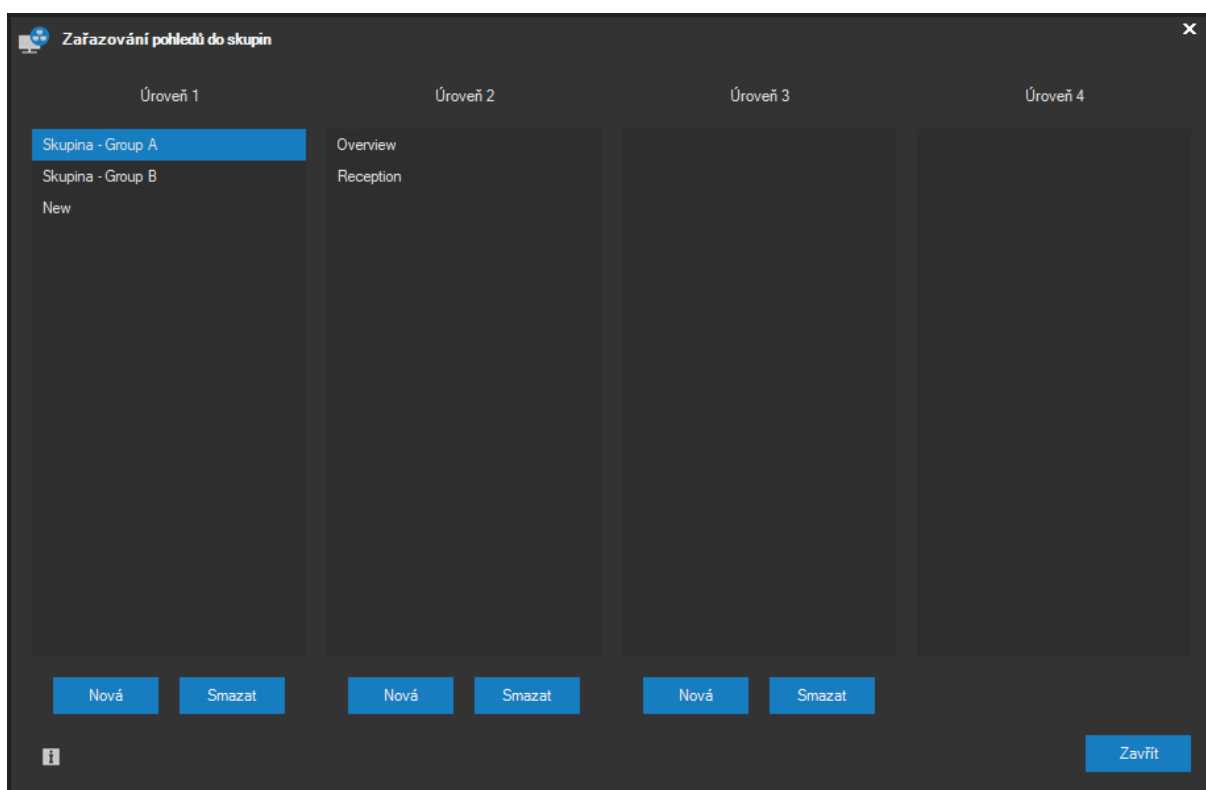 Zařazování pohledů do skupin
Úroveň 1 Úroveň 2 Úroveň 3 Úroveň 4
Skupina - Group A Overview
Skupina - Group B Reception
New
Nová Smazat Nová Smazat Nová Smazat
Zavřít